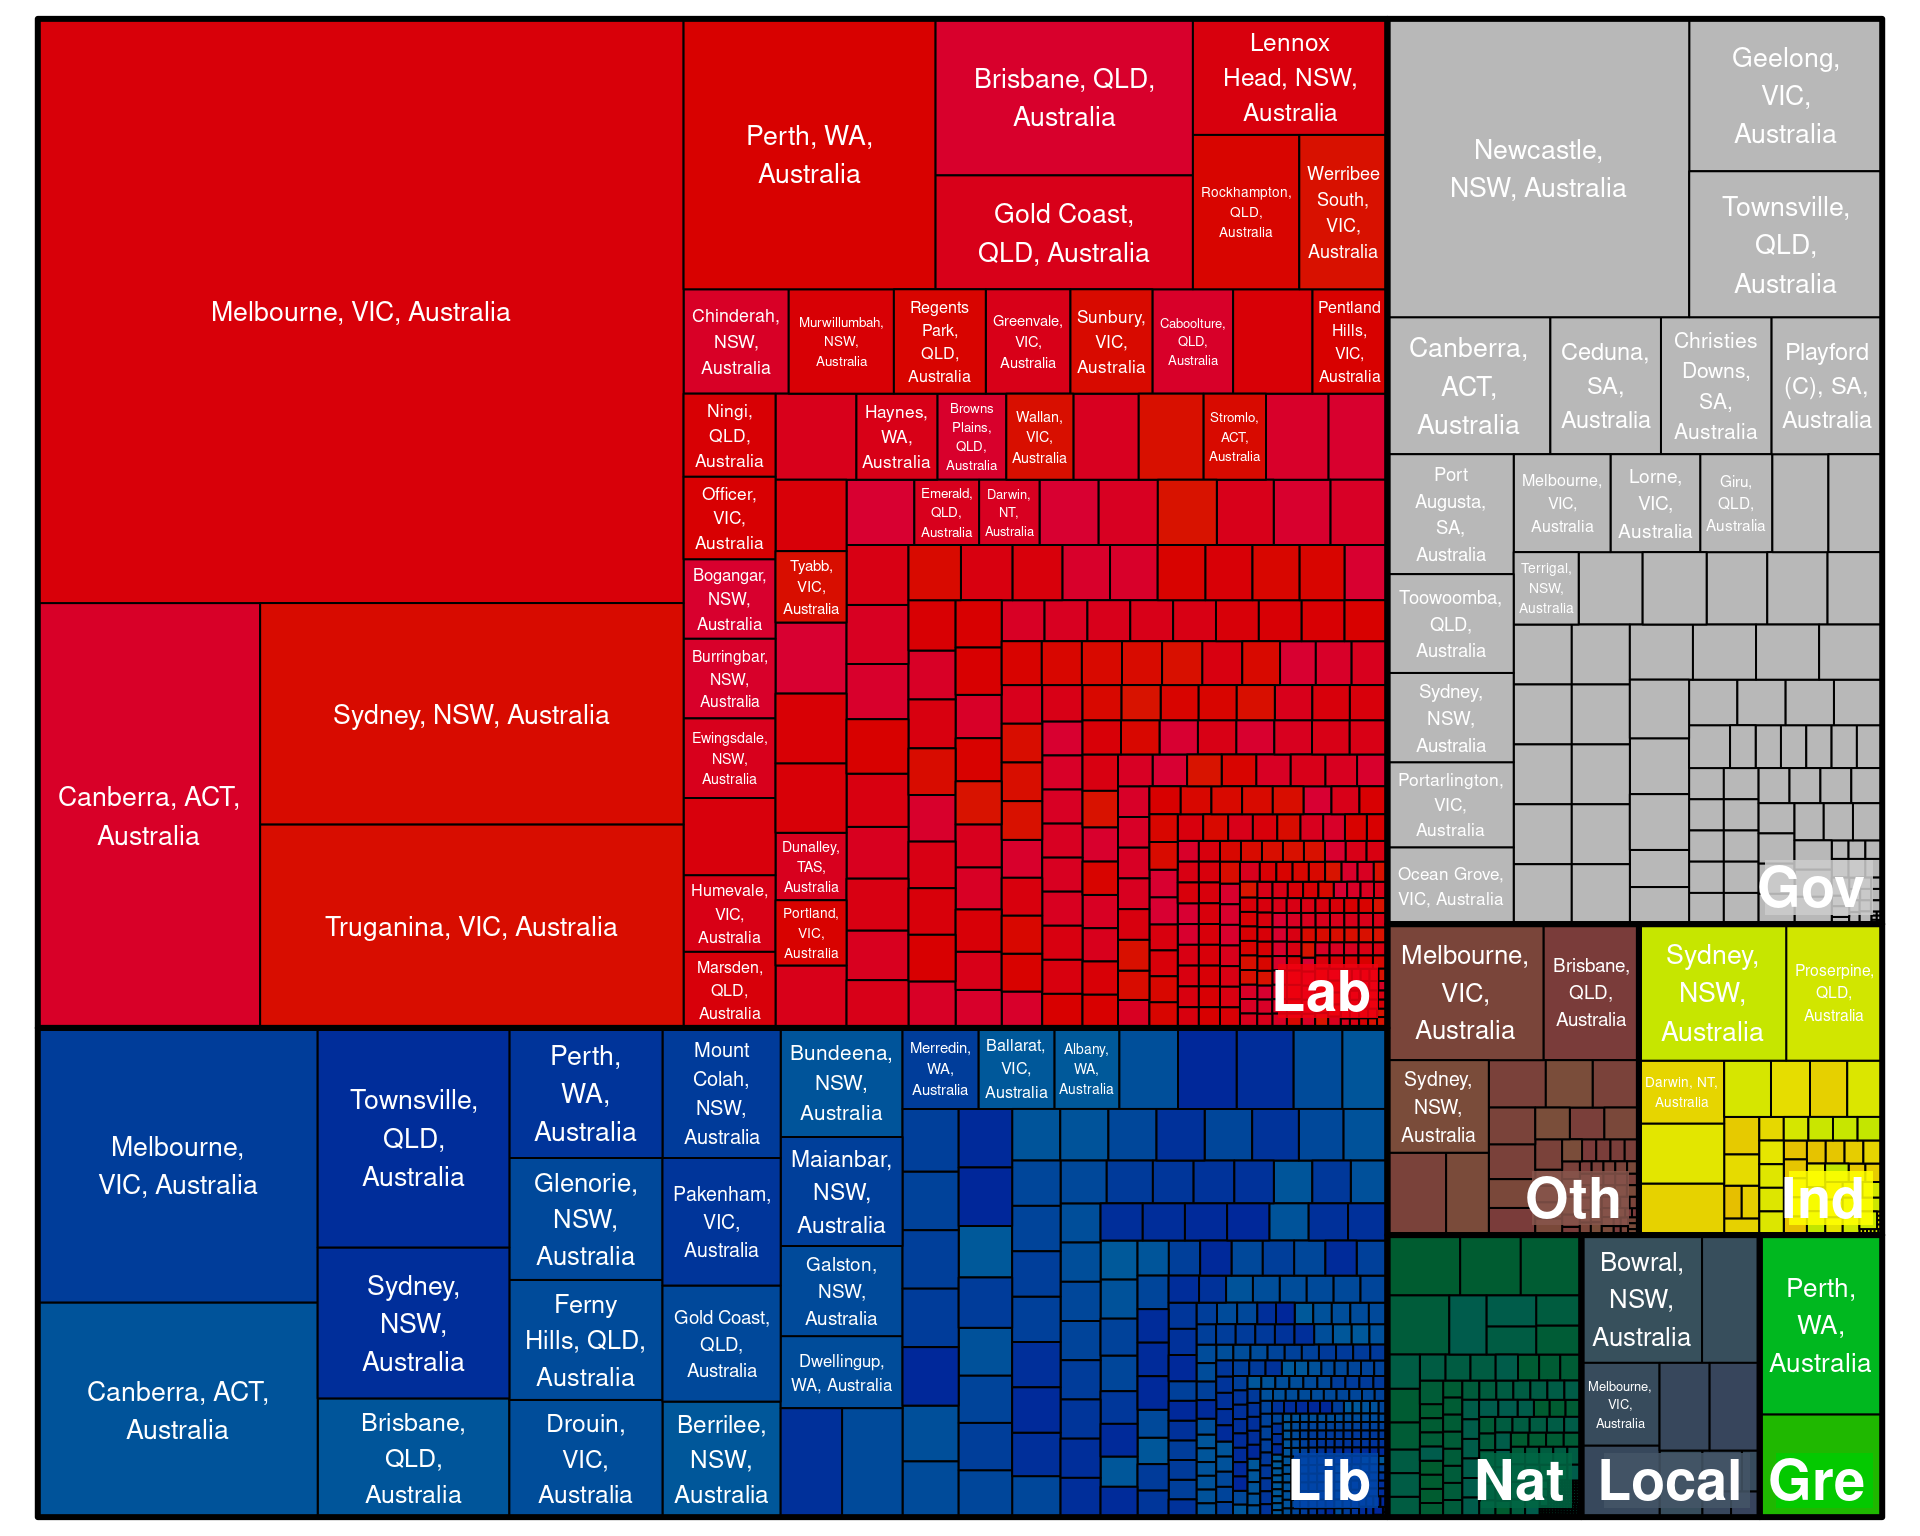 Melbourne, VIC, Australia
Canberra, ACT,
Australia
Sydney, NSW, Australia
Truganina, VIC, Australia
Perth, WA,
Australia
Brisbane, QLD,
Australia
Gold Coast,
QLD, Australia
Lennox
Head, NSW,
Australia
Rockhampton,
QLD,
Australia
Werribee
South,
VIC,
Australia
Chinderah,
NSW,
Australia
Murwillumbah,
NSW,
Australia
Regents
Park,
QLD,
Australia
Greenvale,
VIC,
Australia
Sunbury,
VIC,
Australia
Caboolture,
QLD,
Australia
Pentland
Hills,
VIC,
Australia
Ningi,
QLD,
Australia
Haynes,
WA,
Australia
Browns
Plains,
QLD,
Australia
Wallan,
VIC,
Australia
Stromlo,
ACT,
Australia
Officer,
VIC,
Australia
Emerald,
QLD,
Australia
Darwin,
NT,
Australia
Bogangar,
NSW,
Australia
Tyabb,
VIC,
Australia
Burringbar,
NSW,
Australia
Ewingsdale,
NSW,
Australia
Dunalley,
TAS,
Australia
Humevale,
VIC,
Australia
Portland,
VIC,
Australia
Marsden,
QLD,
Australia
Lab
Newcastle,
NSW, Australia
Geelong,
VIC,
Australia
Townsville,
QLD,
Australia
Canberra,
ACT,
Australia
Ceduna,
SA,
Australia
Christies
Downs,
SA,
Australia
Playford
(C), SA,
Australia
Port
Augusta,
SA,
Australia
Melbourne,
VIC,
Australia
Lorne,
VIC,
Australia
Giru,
QLD,
Australia
Terrigal,
NSW,
Australia
Toowoomba,
QLD,
Australia
Sydney,
NSW,
Australia
Portarlington,
VIC,
Australia
Ocean Grove,
VIC, Australia
Gov
Melbourne,
VIC,
Australia
Brisbane,
QLD,
Australia
Sydney,
NSW,
Australia
Oth
Sydney,
NSW,
Australia
Proserpine,
QLD,
Australia
Darwin, NT,
Australia
Ind
Melbourne,
VIC, Australia
Canberra, ACT,
Australia
Townsville,
QLD,
Australia
Sydney,
NSW,
Australia
Brisbane,
QLD,
Australia
Perth,
WA,
Australia
Glenorie,
NSW,
Australia
Ferny
Hills, QLD,
Australia
Drouin,
VIC,
Australia
Mount
Colah,
NSW,
Australia
Pakenham,
VIC,
Australia
Gold Coast,
QLD,
Australia
Berrilee,
NSW,
Australia
Bundeena,
NSW,
Australia
Maianbar,
NSW,
Australia
Galston,
NSW,
Australia
Dwellingup,
WA, Australia
Merredin,
WA,
Australia
Ballarat,
VIC,
Australia
Albany,
WA,
Australia
Lib
Nat
Bowral,
NSW,
Australia
Melbourne,
VIC,
Australia
Local
Perth,
WA,
Australia
Gre